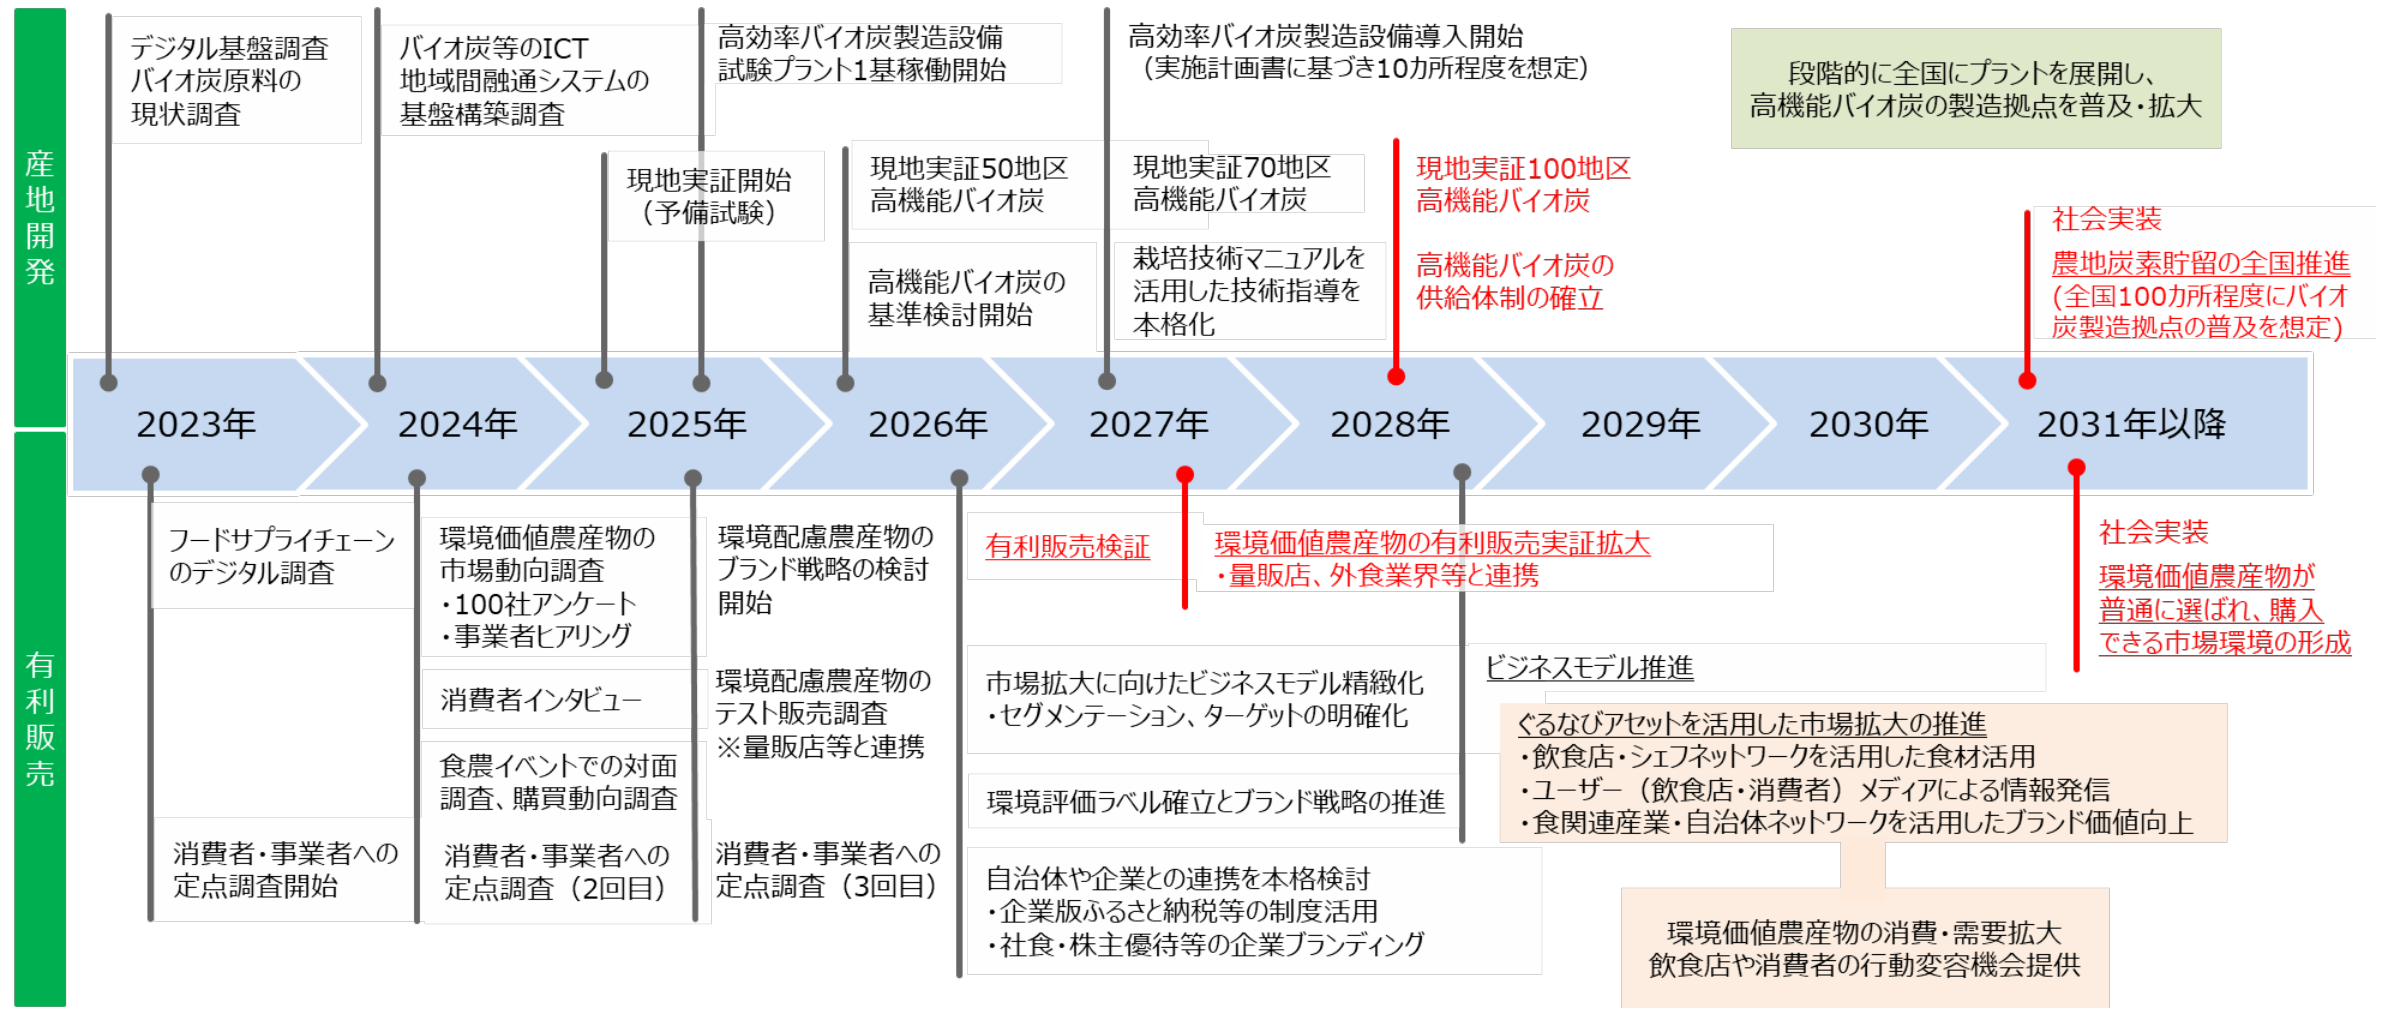 産地開発
デジタル基盤調査
バイオ炭原料の
現状調査
バイオ炭等のICT
地域間融通システムの
基盤構築調査
高効率バイオ炭製造設備
試験プラント1基稼働開始
現地実証開始
（予備試験）
現地実証50地区
高機能バイオ炭
高機能バイオ炭の
基準検討開始
高効率バイオ炭製造設備導入開始
（実施計画書に基づき10カ所程度を想定）
現地実証70地区
高機能バイオ炭
栽培技術マニュアルを
活用した技術指導を
本格化
現地実証100地区
高機能バイオ炭
高機能バイオ炭の
供給体制の確立
段階的に全国にプラントを展開し、
高機能バイオ炭の製造拠点を普及・拡大
社会実装
農地炭素貯留の全国推進
(全国100カ所程度にバイオ
炭製造拠点の普及を想定)
2023年
2024年
2025年
2026年
2027年
2028年
2029年
2030年
2031年以降
有利販売
フードサプライチェーン
のデジタル調査
消費者・事業者への
定点調査開始
環境価値農産物の
市場動向調査
・100社アンケート
・事業者ヒアリング
消費者インタビュー
食農イベントでの対面
調査、購買動向調査
消費者・事業者への
定点調査（2回目）
環境配慮農産物の
ブランド戦略の検討
開始
環境配慮農産物の
テスト販売調査
※量販店等と連携
消費者・事業者への
定点調査（3回目）
有利販売検証
環境価値農産物の有利販売実証拡大
・量販店、外食業界等と連携
市場拡大に向けたビジネスモデル精緻化
・セグメンテーション、ターゲットの明確化
環境評価ラベル確立とブランド戦略の推進
自治体や企業との連携を本格検討
・企業版ふるさと納税等の制度活用
・社食・株主優待等の企業ブランディング
ビジネスモデル推進
ぐるなびアセットを活用した市場拡大の推進
・飲食店・シェフネットワークを活用した食材活用
・ユーザー（飲食店・消費者）メディアによる情報発信
・食関連産業・自治体ネットワークを活用したブランド価値向上
環境価値農産物の消費・需要拡大
飲食店や消費者の行動変容機会提供
社会実装
環境価値農産物が
普通に選ばれ、購入
できる市場環境の形成